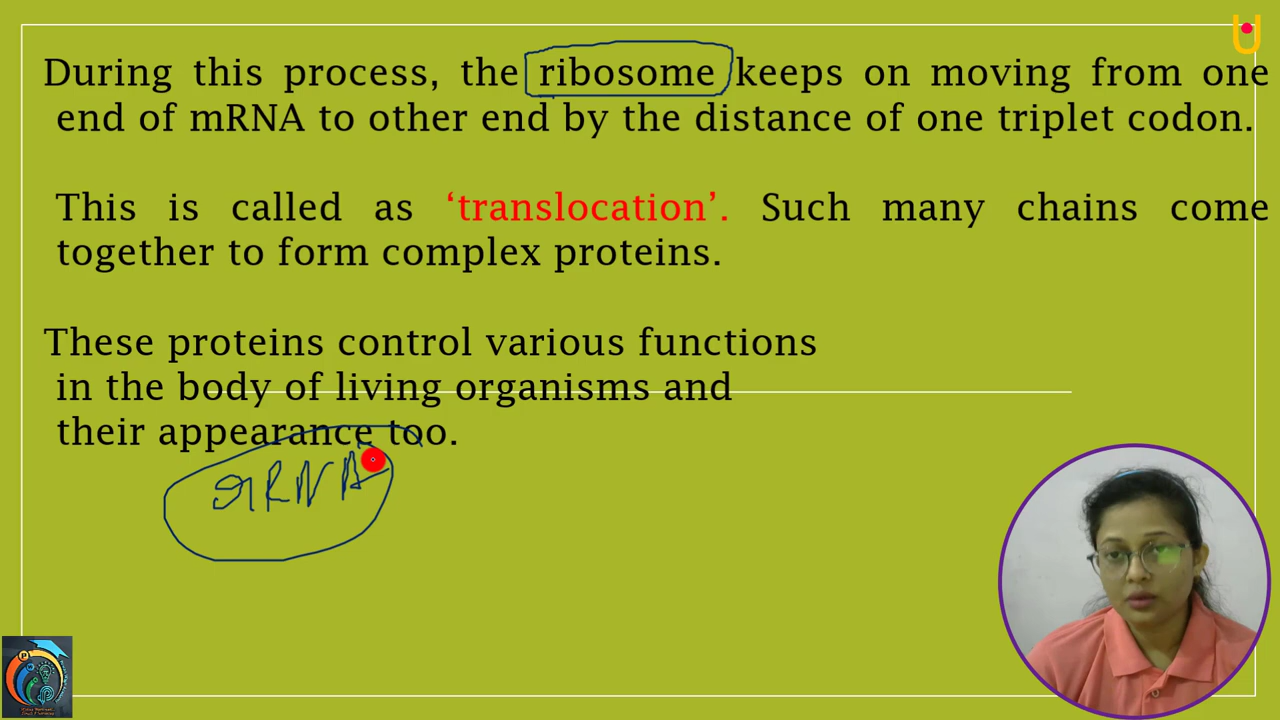 During this process, the ribosome keeps on moving from one
end of mRNA to other end by the distance of one triplet codon.
This is called as ‘translocation’. Such many chains come
together to form complex proteins.
These proteins control various functions
in the body of living organisms and
their appearance too.
rRNA